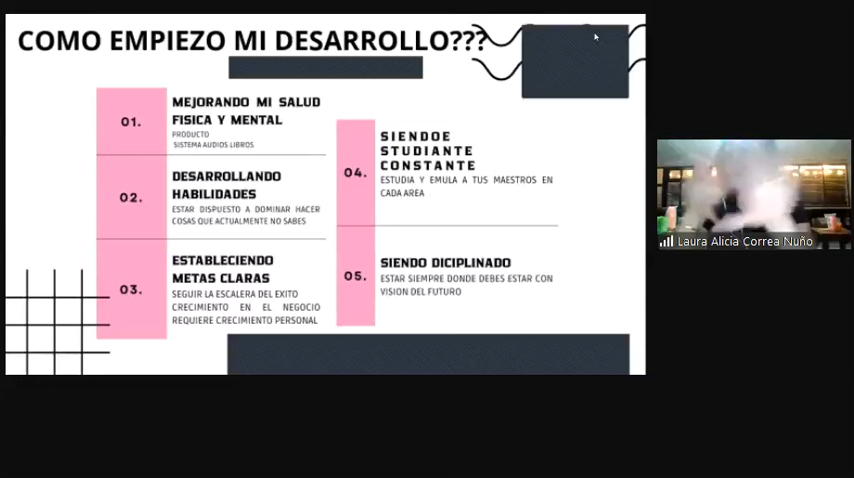 COMO EMPIEZO MI DESARROLLO???
01.
MEJORANDO MI SALUD
FISICA Y MENTAL
PRODUCTO
SISTEMA AUDIOS LIBROS
02.
DESARROLLANDO
HABILIDADES
ESTAR DISPUESTO A DOMINAR HACER
COSAS QUE ACTUALMENTE NO SABES
03.
ESTABLECIENDO
METAS CLARAS
SEGUIR LA ESCALERA DEL EXITO
CRECIMIENTO EN EL NEGOCIO
REQUIERE CRECIMIENTO PERSONAL
04.
SIENDOE
STUDIANTE
CONSTANTE
ESTUDIA Y EMULA A TUS MAESTROS EN
CADA AREA
05.
SIENDO DICIPLINADO
ESTAR SIEMPRE DONDE DEBES ESTAR CON
VISION DEL FUTURO
Laura Alicia Correa Nuño